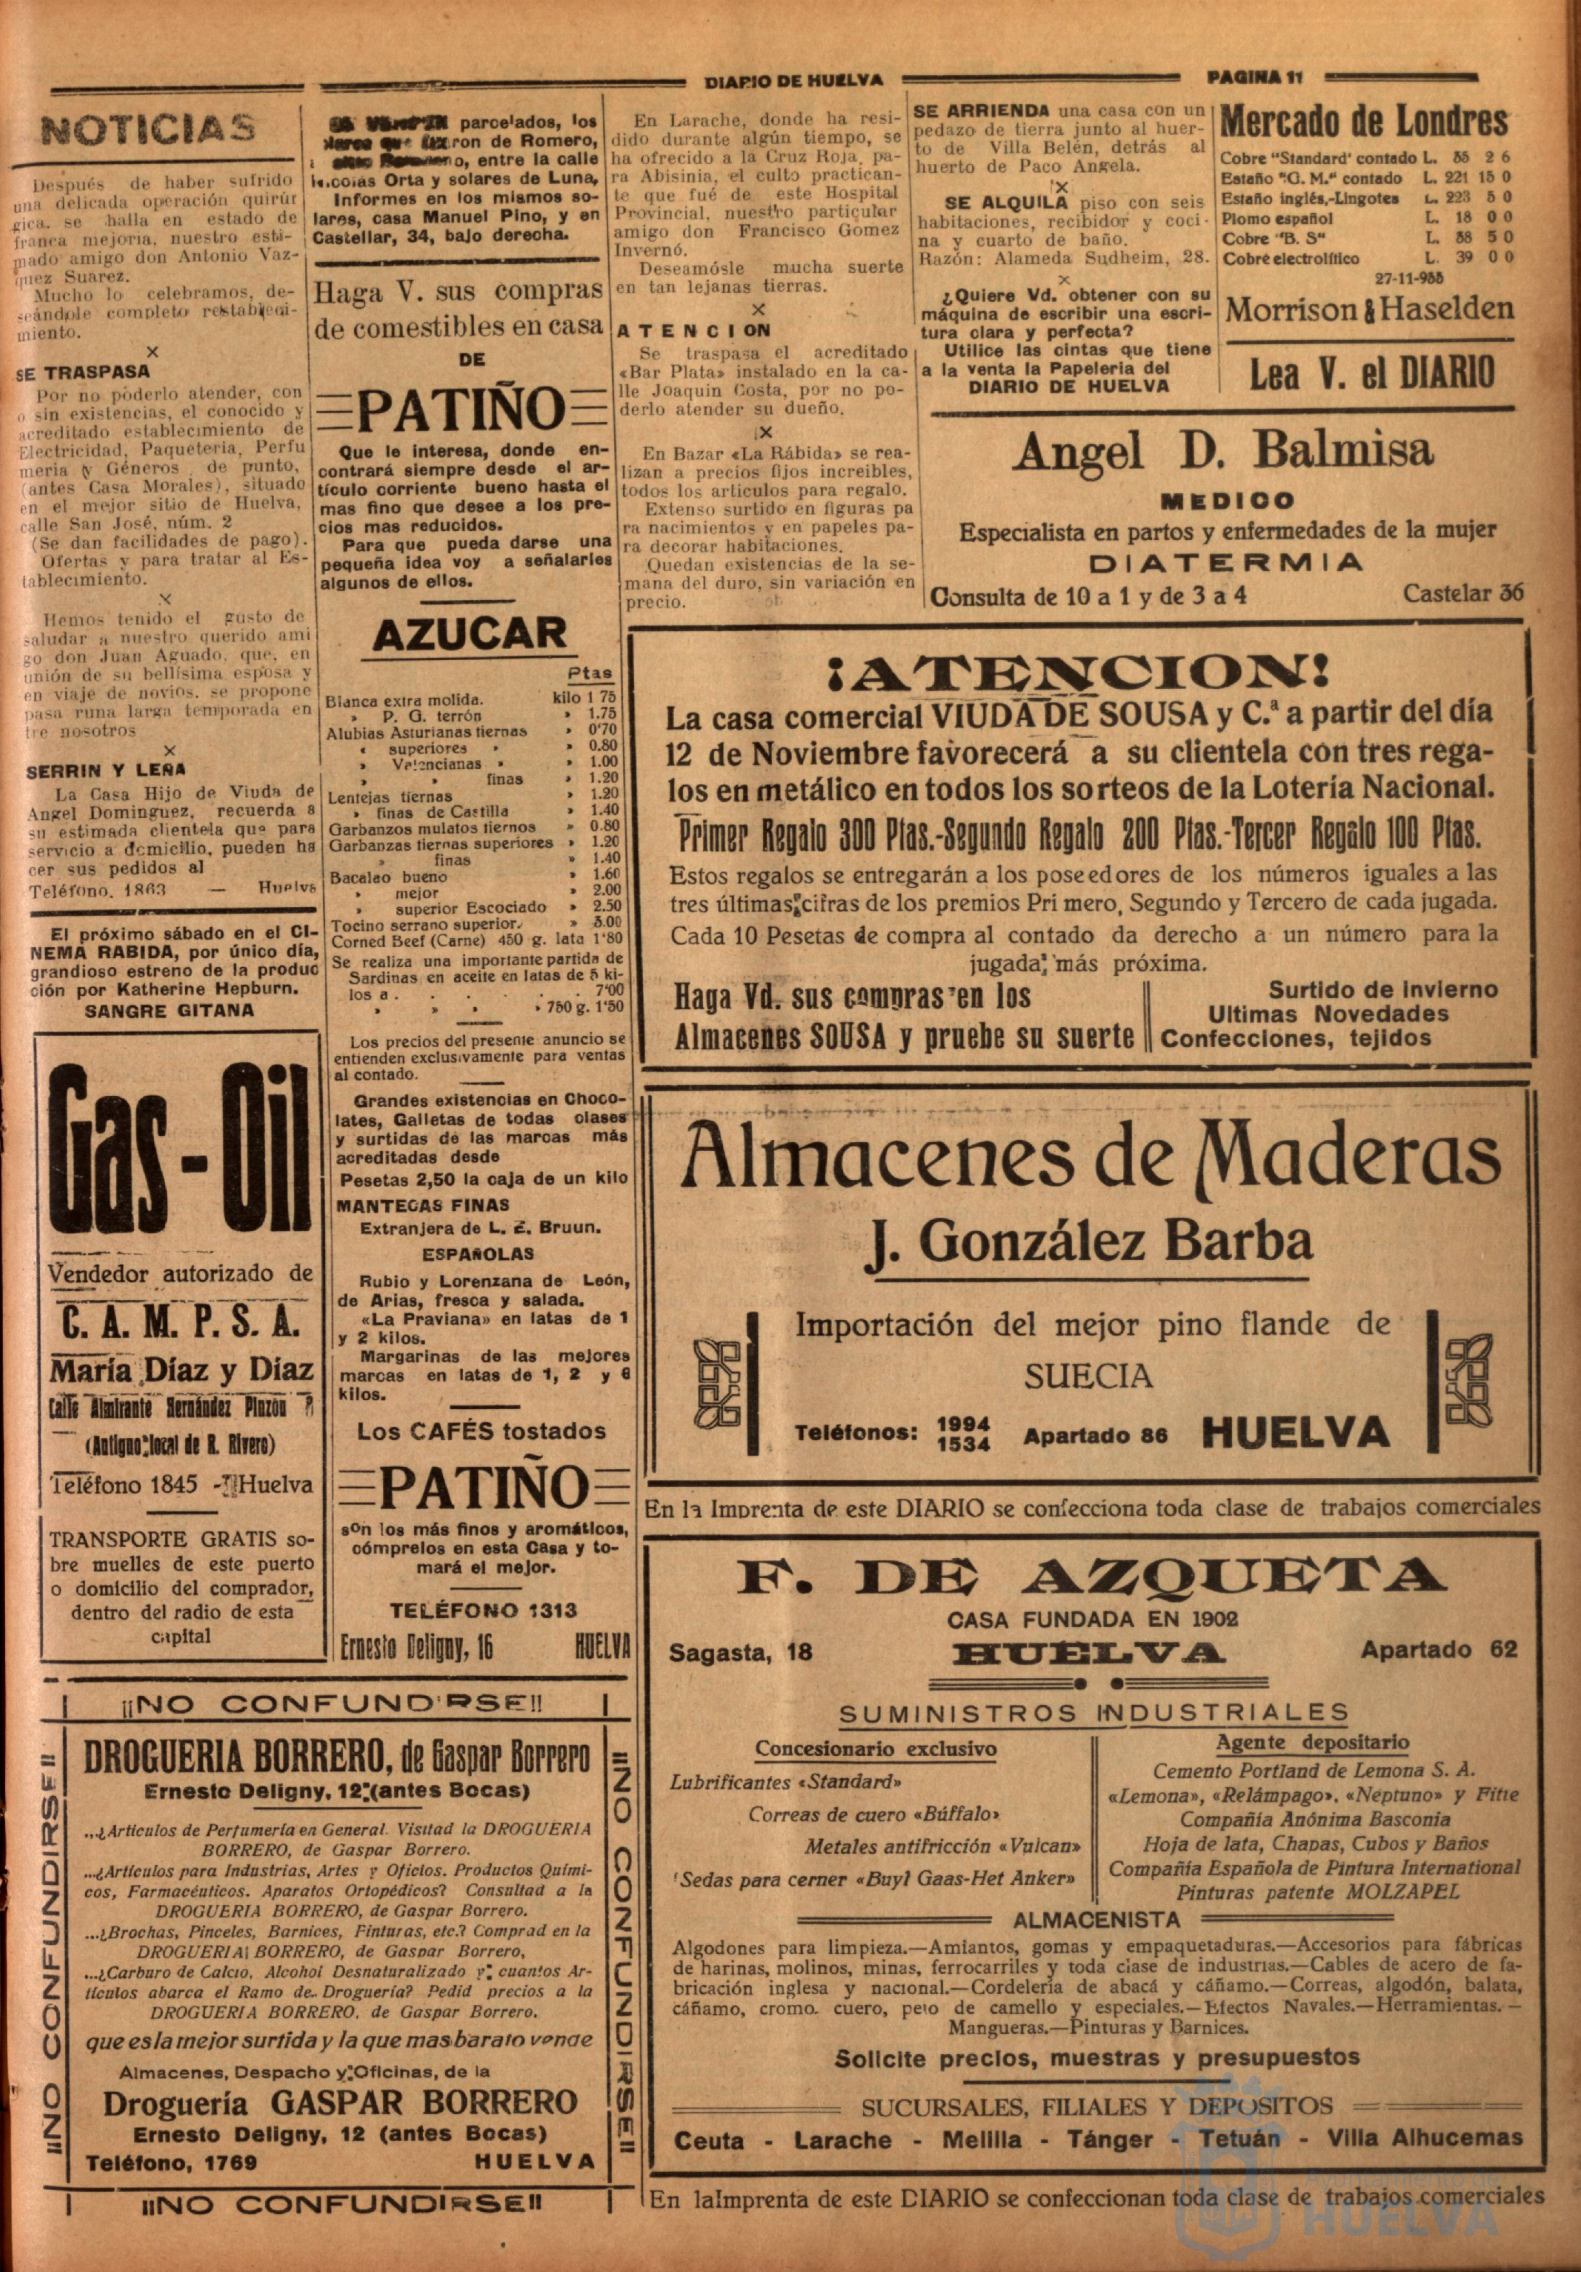 DIARIO DE HUELVA
PAGINA 11
NOTICIAS
Después de haber sufrido
una delicada operación quirúr
gica. se halla en estado de
franca mejoría, nuestro esti-
mado amigo don Antonio Vaz-
quez Suarez.
Mucho lo celebramos, de-
seándole completo restableci-
miento.
×
SE TRASPASA
Por no poderlo atender, con
o sin existencias, el conocido y
acreditado establecimiento de
Electricidad, Paquetería, Perfu
mería y Géneros de punto,
(antes Casa Morales), situado
en el mejor sitio de Huelva,
calle San José, núm. 2
(Se dan facilidades de pago).
Ofertas y para tratar al Es-
tablecimiento.
×
Hemos tenido el gusto de
saludar a nuestro querido ami
go don Juan Aguado, que, en
unión de su bellísima esposa y
en viaje de novios, se propone
pasa runa larga temporada en
tre nosotros
×
SERRIN Y LEÑA
La Casa Hijo de Viuda de
Angel Dominguez, recuerda a
su estimada clientela que para
servicio a domicilio, pueden ha
cer sus pedidos al
Teléfono, 1863 — Huelva
El próximo sábado en el CI-
NEMA RABIDA, por único día,
grandioso estreno de la produc
ción por Katherine Hepburn.
SANGRE GITANA
Gas-Oil
Vendedor autorizado de
C. A. M. P. S. A.
María Díaz y Díaz
Calle Almirante Hernández Pinzón
(Antiguo local de R. Rivero)
Teléfono 1845 - Huelva
TRANSPORTE GRATIS so-
bre muelles de este puerto
o domicilio del comprador,
dentro del radio de esta
capital
parcelados, los
que fueron de Romero,
entre la calle
Nicolás Orta y solares de Luna,
Informes en los mismos so-
lares, casa Manuel Pino, y en
Castellar, 34, bajo derecha.
Haga V. sus compras
de comestibles en casa
DE
PATIÑO
Que le interesa, donde en-
contrará siempre desde el ar-
tículo corriente bueno hasta el
mas fino que desee a los pre-
cios mas reducidos.
Para que pueda darse una
pequeña idea voy a señalarles
algunos de ellos.
AZUCAR
Ptas
Blanca extra molida. kilo 1 75
» P. G. terrón » 1.75
Alubias Asturianas tiernas » 0'70
« superiores » » 0.80
» Valencianas » » 1.00
» » finas » 1.20
Lentejas tiernas » 1.20
» finas de Castilla » 1.40
Garbanzos mulatos tiernos » 0.80
Garbanzas tiernas superiores » 1.20
» finas » 1.40
Bacalao bueno » 1.60
» mejor » 2.00
» superior Escociado » 2.50
Tocino serrano superior. » 3.00
Corned Beef (Carne) 450 g. lata 1'80
Se realiza una importante partida de
Sardinas en aceite en latas de 5 ki-
los a . . . . . 7'00
» » » » 750 g. 1'50
Los precios del presente anuncio se
entienden exclusivamente para ventas
al contado.
Grandes existencias en Choco-
lates, Galletas de todas clases
y surtidas de las marcas más
acreditadas desde
Pesetas 2,50 la caja de un kilo
MANTECAS FINAS
Extranjera de L. E. Bruun.
ESPAÑOLAS
Rubio y Lorenzana de León,
de Arias, fresca y salada.
«La Praviana» en latas de 1
y 2 kilos.
Margarinas de las mejores
marcas en latas de 1, 2 y 6
kilos.
Los CAFÉS tostados
PATIÑO
son los más finos y aromáticos,
cómprelos en esta Casa y to-
mará el mejor.
TELÉFONO 1313
Ernesto Deligny, 16 HUELVA
¡¡NO CONFUNDIRSE!!
¡¡NO CONFUNDIRSE!!
DROGUERIA BORRERO, de Gaspar Borrero
Ernesto Deligny, 12 (antes Bocas)
...¿Artículos de Perfumería en General. Visitad la DROGUERIA
BORRERO, de Gaspar Borrero.
...¿Artículos para Industrias, Artes y Oficios. Productos Quími-
cos, Farmacéuticos. Aparatos Ortopédicos? Consultad a la
DROGUERIA BORRERO, de Gaspar Borrero.
...¿Brochas, Pinceles, Barnices, Pinturas, etc.? Comprad en la
DROGUERIA BORRERO, de Gaspar Borrero,
...¿Carburo de Calcio, Alcohol Desnaturalizado y cuantos Ar-
tículos abarca el Ramo de Droguería? Pedid precios a la
DROGUERIA BORRERO, de Gaspar Borrero.
que es la mejor surtida y la que mas barato vende
Almacenes, Despacho y Oficinas, de la
Droguería GASPAR BORRERO
Ernesto Deligny, 12 (antes Bocas)
Teléfono, 1769 HUELVA
¡¡NO CONFUNDIRSE!!
¡¡NO CONFUNDIRSE!!
En Larache, donde ha resi-
dido durante algún tiempo, se
ha ofrecido a la Cruz Roja, pa-
ra Abisinia, el culto practican-
te que fué de este Hospital
Provincial, nuestro particular
amigo don Francisco Gomez
Invernó.
Deseamósle mucha suerte
en tan lejanas tierras.
×
ATENCION
Se traspasa el acreditado
«Bar Plata» instalado en la ca-
lle Joaquin Costa, por no po-
derlo atender su dueño.
×
En Bazar «La Rábida» se rea-
lizan a precios fijos increibles,
todos los articulos para regalo.
Extenso surtido en figuras pa
ra nacimientos y en papeles pa-
ra decorar habitaciones.
Quedan existencias de la se-
mana del duro, sin variación en
precio.
SE ARRIENDA una casa con un
pedazo de tierra junto al huer-
to de Villa Belén, detrás al
huerto de Paco Angela.
×
SE ALQUILA piso con seis
habitaciones, recibidor y coci-
na y cuarto de baño.
Razón: Alameda Sudheim, 28.
×
¿Quiere Vd. obtener con su
máquina de escribir una escri-
tura clara y perfecta?
Utilice las cintas que tiene
a la venta la Papeleria del
DIARIO DE HUELVA
Mercado de Londres
Cobre "Standard' contado L. 35 2 6
Estaño "G. M." contado L. 221 15 0
Estaño inglés,-Lingotes L. 223 5 0
Plomo español L. 18 0 0
Cobre "B. S" L. 38 5 0
Cobre electrolítico L. 39 0 0
27-11-935
Morrison & Haselden
Lea V. el DIARIO
Angel D. Balmisa
MEDICO
Especialista en partos y enfermedades de la mujer
DIATERMIA
Consulta de 10 a 1 y de 3 a 4 Castelar 36
¡ATENCION!
La casa comercial VIUDA DE SOUSA y C.ª a partir del día
12 de Noviembre favorecerá a su clientela con tres rega-
los en metálico en todos los sorteos de la Lotería Nacional.
Primer Regalo 300 Ptas.-Segundo Regalo 200 Ptas.-Tercer Regalo 100 Ptas.
Estos regalos se entregarán a los poseedores de los números iguales a las
tres últimas cifras de los premios Pri mero, Segundo y Tercero de cada jugada.
Cada 10 Pesetas de compra al contado da derecho a un número para la
jugada más próxima.
Haga Vd. sus compras en los
Almacenes SOUSA y pruebe su suerte
Surtido de invierno
Ultimas Novedades
Confecciones, tejidos
Almacenes de Maderas
J. González Barba
Importación del mejor pino flande de
SUECIA
Teléfonos: 1994 1534 Apartado 86 HUELVA
En la Imprenta de este DIARIO se confecciona toda clase de trabajos comerciales
F. DE AZQUETA
CASA FUNDADA EN 1902
Sagasta, 18 HUELVA Apartado 62
SUMINISTROS INDUSTRIALES
Concesionario exclusivo
Lubrificantes «Standard»
Correas de cuero «Búffalo»
Metales antifricción «Vulcan»
Sedas para cerner «Buyl Gaas-Het Anker»
Agente depositario
Cemento Portland de Lemona S. A.
«Lemona», «Relámpago», «Neptuno» y Fitie
Compañia Anónima Basconia
Hoja de lata, Chapas, Cubos y Baños
Compañía Española de Pintura International
Pinturas patente MOLZAPEL
ALMACENISTA
Algodones para limpieza.—Amiantos, gomas y empaquetaduras.—Accesorios para fábricas
de harinas, molinos, minas, ferrocarriles y toda clase de industrias.—Cables de acero de fa-
bricación inglesa y nacional.—Cordelería de abacá y cáñamo.—Correas, algodón, balata,
cáñamo, cromo. cuero, pelo de camello y especiales.—Efectos Navales.—Herramientas.—
Mangueras.—Pinturas y Barnices.
Solicite precios, muestras y presupuestos
SUCURSALES, FILIALES Y DEPOSITOS
Ceuta - Larache - Melilla - Tánger - Tetuán - Villa Alhucemas
En laImprenta de este DIARIO se confeccionan toda clase de trabajos comerciales
Ayuntamiento de
HUELVA